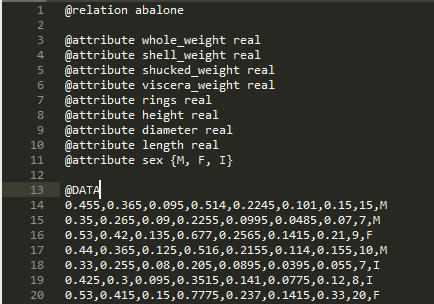 1 @relation abalone
2
3 @attribute whole_weight real
4 @attribute shell_weight real
5 @attribute shucked_weight real
6 @attribute viscera_weight real
7 @attribute rings real
8 @attribute height real
9 @attribute diameter real
10 @attribute length real
11 @attribute sex {M, F, I}
12
13 @DATA
14 0.455,0.365,0.095,0.514,0.2245,0.101,0.15,15,M
15 0.35,0.265,0.09,0.2255,0.0995,0.0485,0.07,7,M
16 0.53,0.42,0.135,0.677,0.2565,0.1415,0.21,9,F
17 0.44,0.365,0.125,0.516,0.2155,0.114,0.155,10,M
18 0.33,0.255,0.08,0.205,0.0895,0.0395,0.055,7,I
19 0.425,0.3,0.095,0.3515,0.141,0.0775,0.12,8,I
20 0.53,0.415,0.15,0.7775,0.237,0.1415,0.33,20,F